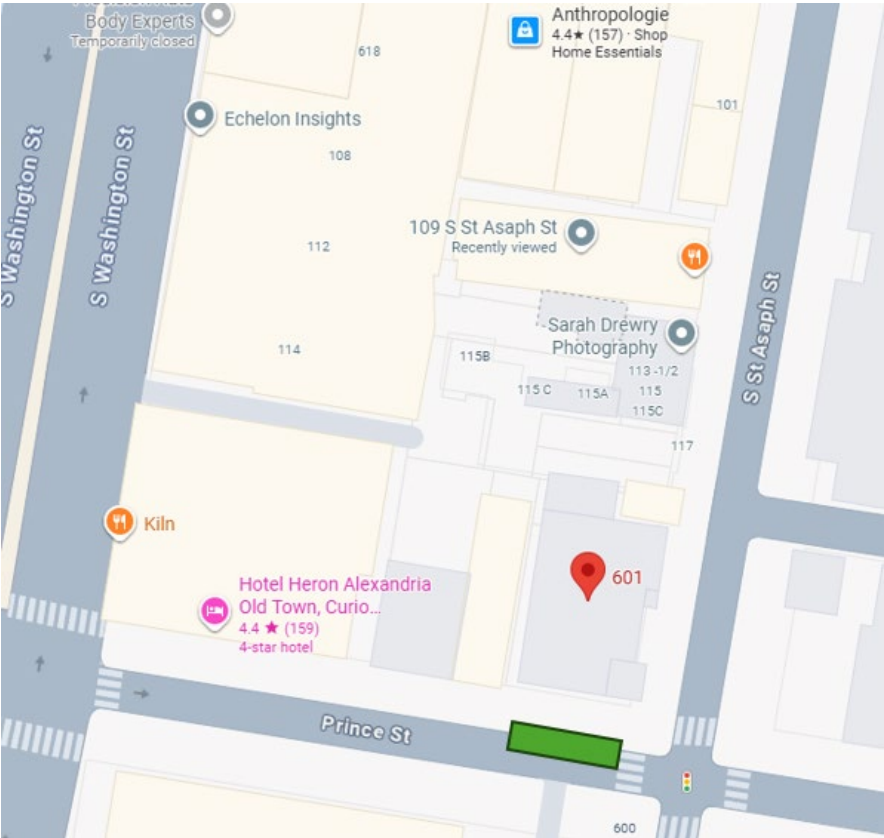 Body Experts
Temporarily closed
Anthropologie
4.4★ (157) · Shop
Home Essentials
618
101
Echelon Insights
108
S Washington St
S Washington St
109 S St Asaph St
Recently viewed
112
S St Asaph St
Sarah Drewry
Photography
114
115B
113 -1/2
115 C
115A
115
115C
117
Kiln
601
Hotel Heron Alexandria
Old Town, Curio...
4.4 ★ (159)
4-star hotel
Prince St
600